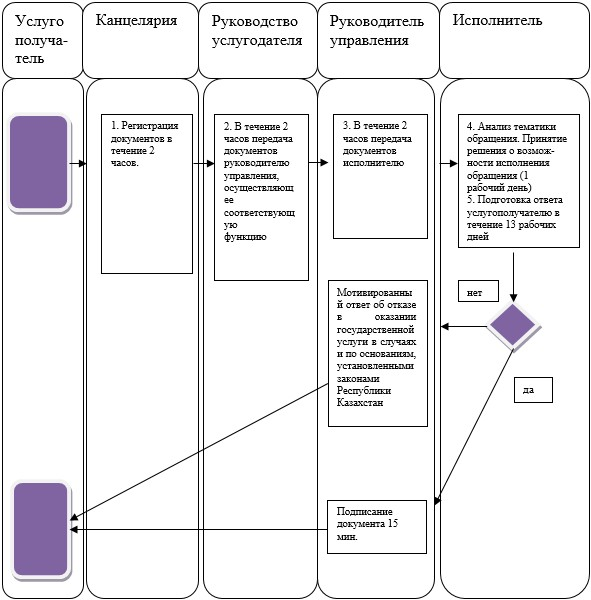 Услуго
получа-
тель
Канцелярия
Руководство
услугодателя
Руководитель
управления
Исполнитель
1. Регистрация
документов в
течение 2
часов.
2. В течение 2
часов передача
документов
руководителю
управления,
осуществляющ
ее
соответствующ
ую
функцию
3. В течение 2
часов передача
документов
исполнителю
4. Анализ тематики
обращения. Принятие
решения о возмож-
ности исполнения
обращения (1
рабочий день)
5. Подготовка ответа
услугополучателю в
течение 13 рабочих
дней
нет
Мотивированны
й ответ об отказе
в оказании
государственной
услуги в случаях
и по основаниям,
установленными
законами
Республики
Казахстан
да
Подписание
документа 15
мин.